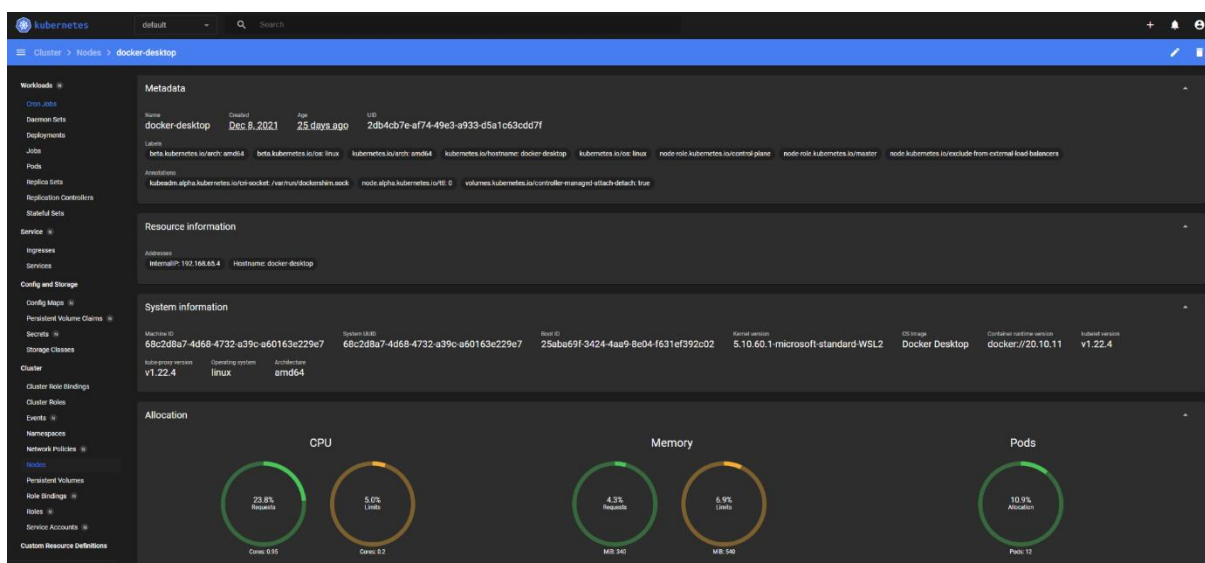 kubernetes
default
Search
Cluster > Nodes > docker-desktop
Workloads N
Cron Jobs
Daemon Sets
Deployments
Jobs
Pods
Replica Sets
Replication Controllers
Stateful Sets
Service N
Ingresses
Services
Config and Storage
Config Maps N
Persistent Volume Claims N
Secrets N
Storage Classes
Cluster
Cluster Role Bindings
Cluster Roles
Events N
Namespaces
Network Policies N
Nodes
Persistent Volumes
Role Bindings N
Roles N
Service Accounts N
Custom Resource Definitions
Metadata
Name Created Age UID
docker-desktop Dec 8, 2021 25 days ago 2db4cb7e-af74-49e3-a933-d5a1c63cdd7f
Labels
beta.kubernetes.io/arch: amd64 beta.kubernetes.io/os: linux kubernetes.io/arch: amd64 kubernetes.io/hostname: docker-desktop kubernetes.io/os: linux node-role.kubernetes.io/control-plane node-role.kubernetes.io/master node.kubernetes.io/exclude-from-external-load-balancers
Annotations
kubeadm.alpha.kubernetes.io/cri-socket: /var/run/dockershim.sock node.alpha.kubernetes.io/ttl: 0 volumes.kubernetes.io/controller-managed-attach-detach: true
Resource information
Addresses
InternalIP: 192.168.65.4 Hostname: docker-desktop
System information
Machine ID System UUID Boot ID Kernel version OS Image Container runtime version kubelet version
68c2d8a7-4d68-4732-a39c-a60163e229e7 68c2d8a7-4d68-4732-a39c-a60163e229e7 25aba69f-3424-4aa9-8e04-f631ef392c02 5.10.60.1-microsoft-standard-WSL2 Docker Desktop docker://20.10.11 v1.22.4
kube-proxy version Operating system Architecture
v1.22.4 linux amd64
Allocation
CPU Memory Pods
23.8% 5.0% 4.3% 6.9% 10.9%
Requests Limits Requests Limits Allocation
Cores: 0.95 Cores: 0.2 MiB: 340 MiB: 540 Pods: 12